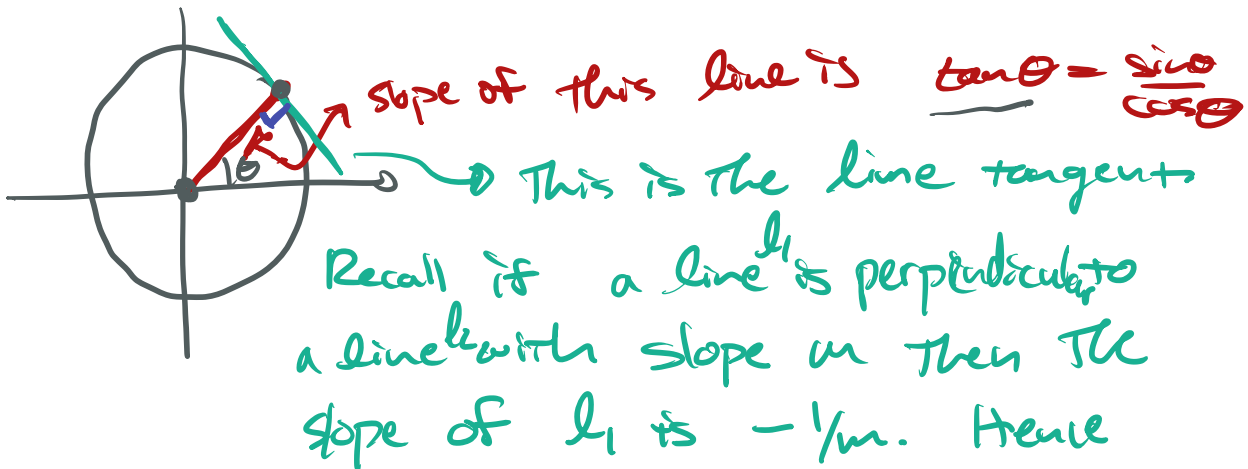 slope of this line is tanθ = sinθ/cosθ
θ
This is the line tangent
Recall if a line l₁ is perpendicular to
a line l₂ with slope m then the
slope of l₁ is -1/m. Hence